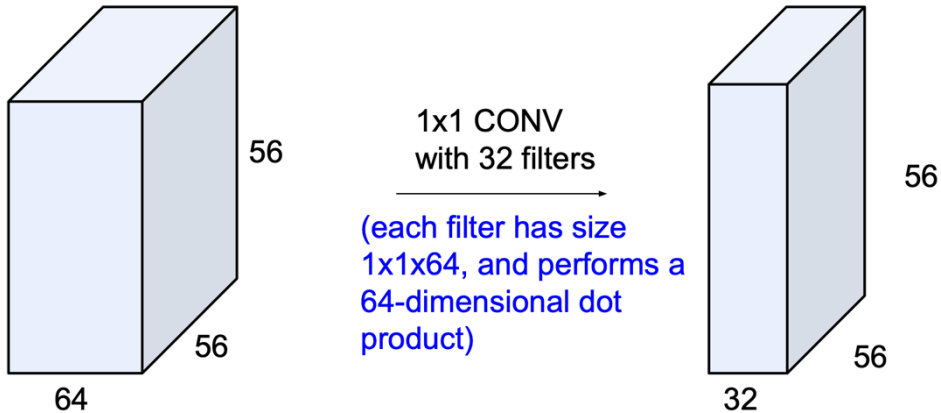 56
56
64
1x1 CONV
with 32 filters
(each filter has size
1x1x64, and performs a
64-dimensional dot
product)
56
56
32